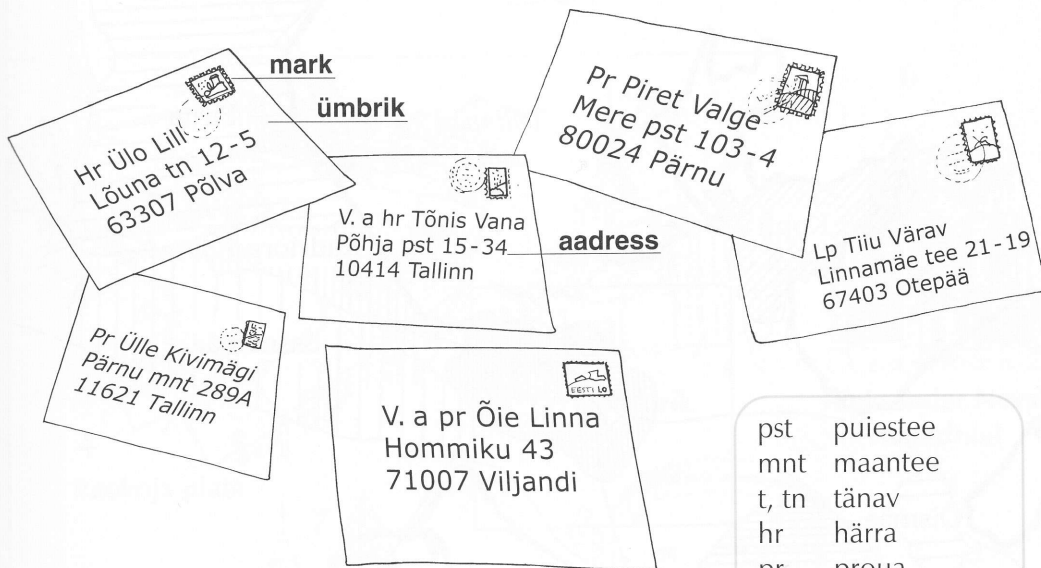 mark
ümbrik
Hr Ülo Lill
Lõuna tn 12-5
63307 Põlva
V. a hr Tõnis Vana
Põhja pst 15-34
10414 Tallinn
aadress
Pr Piret Valge
Mere pst 103-4
80024 Pärnu
Lp Tiiu Värav
Linnamäe tee 21-19
67403 Otepää
Pr Ülle Kivimägi
Pärnu mnt 289A
11621 Tallinn
EESTI
V. a pr Õie Linna
Hommiku 43
71007 Viljandi
pst puiestee
mnt maantee
t, tn tänav
hr härra
pr proua